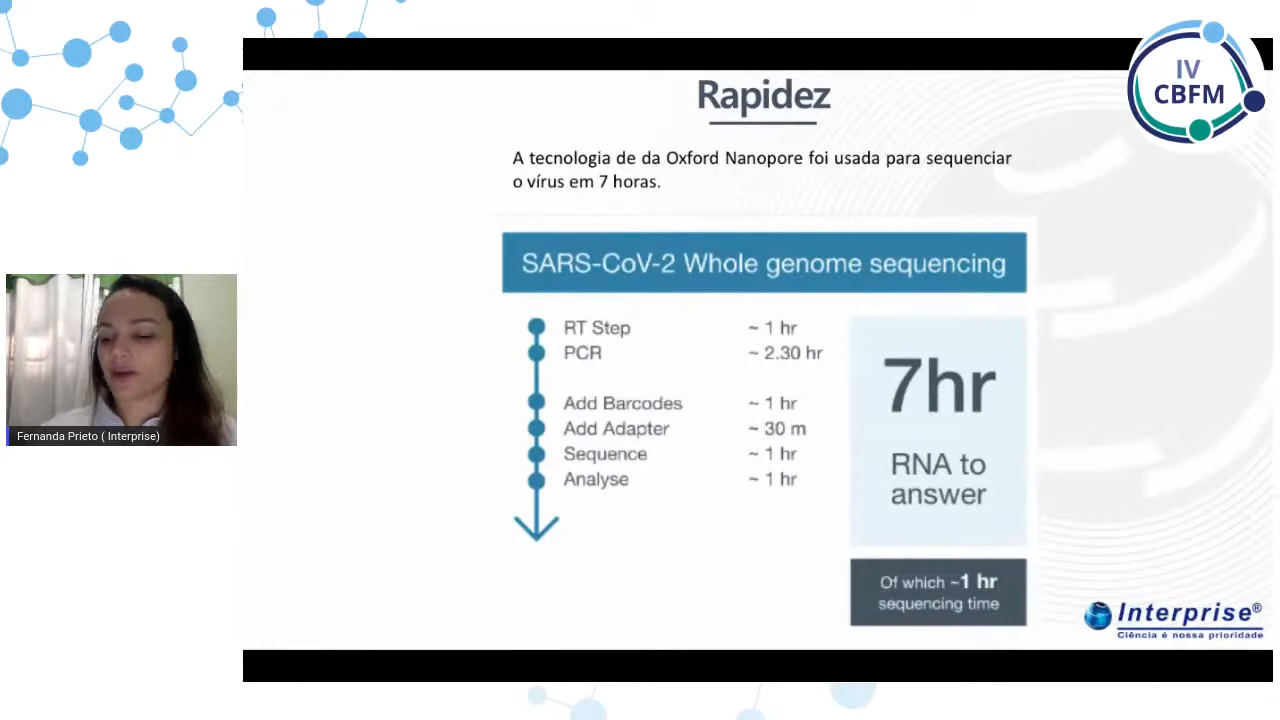 IV
CBFM
Rapidez
A tecnologia de da Oxford Nanopore foi usada para sequenciar
o vírus em 7 horas.
SARS-CoV-2 Whole genome sequencing
RT Step ~ 1 hr
PCR ~ 2.30 hr
Add Barcodes ~ 1 hr
Add Adapter ~ 30 m
Sequence ~ 1 hr
Analyse ~ 1 hr
7hr
RNA to
answer
Of which ~1 hr
sequencing time
Fernanda Prieto ( Interprise)
Interprise®
Ciência é nossa prioridade